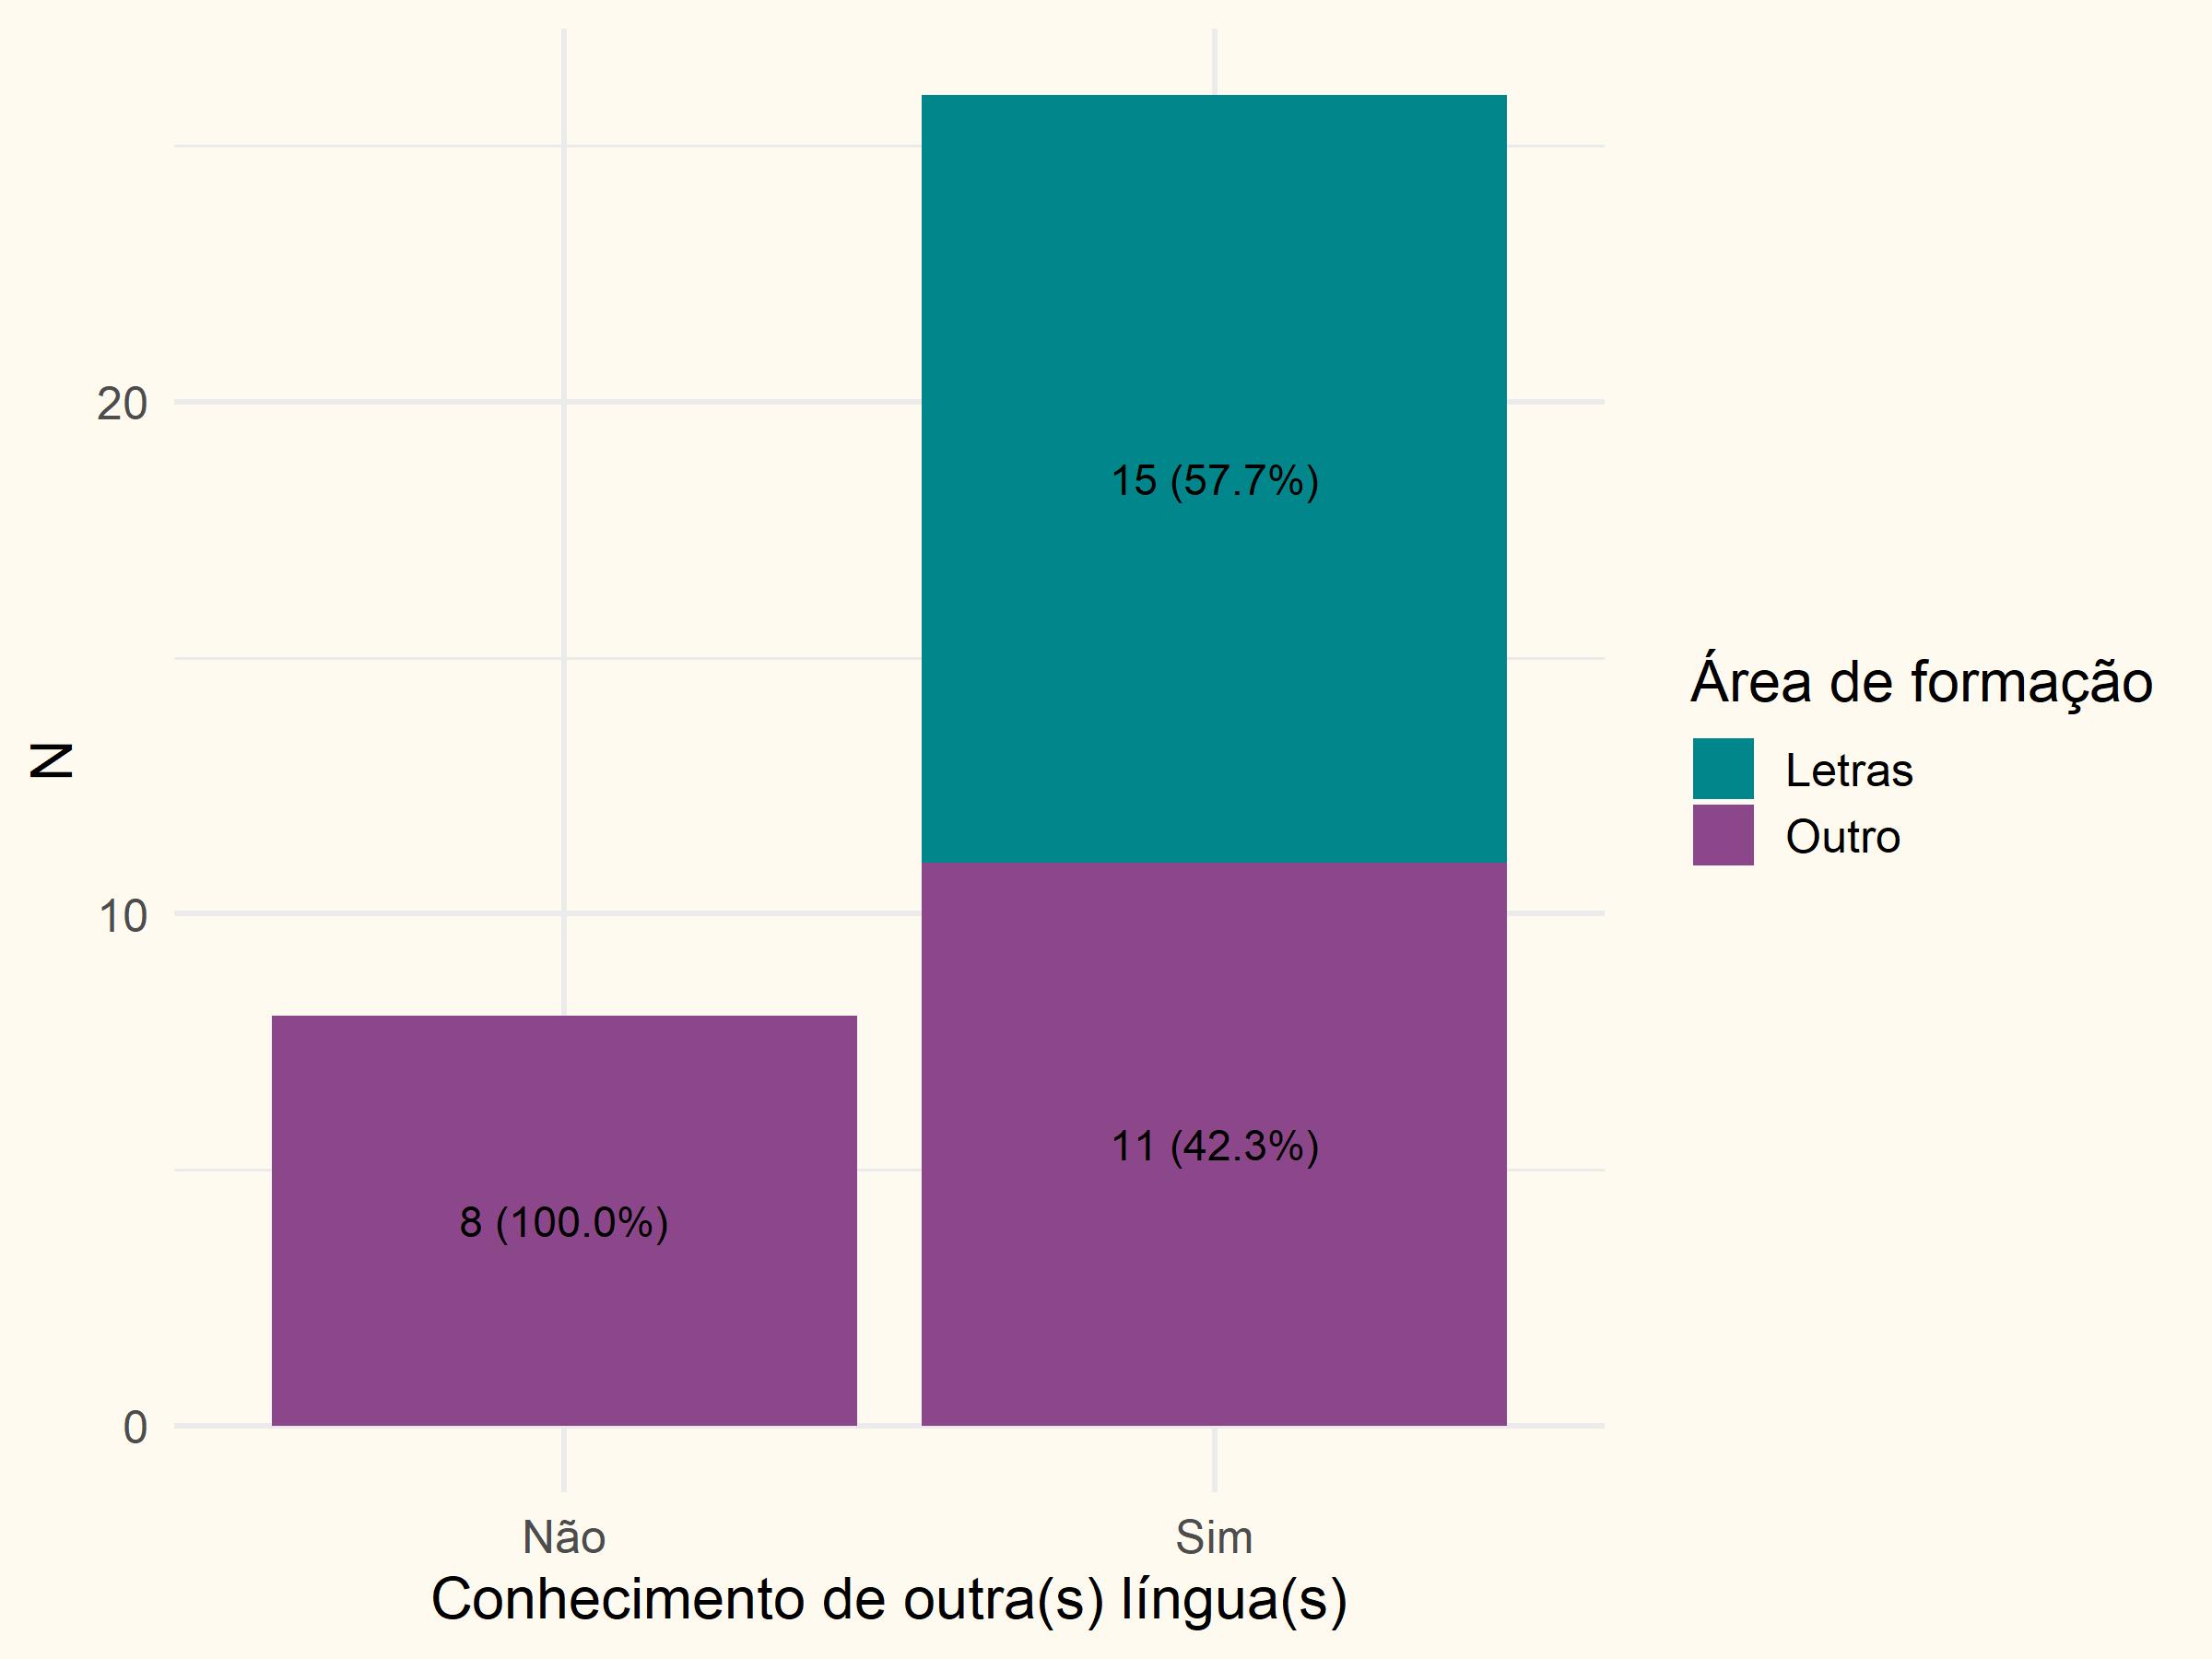 N
20
10
0
15 (57.7%)
11 (42.3%)
8 (100.0%)
Não
Sim
Conhecimento de outra(s) língua(s)
Área de formação
Letras
Outro